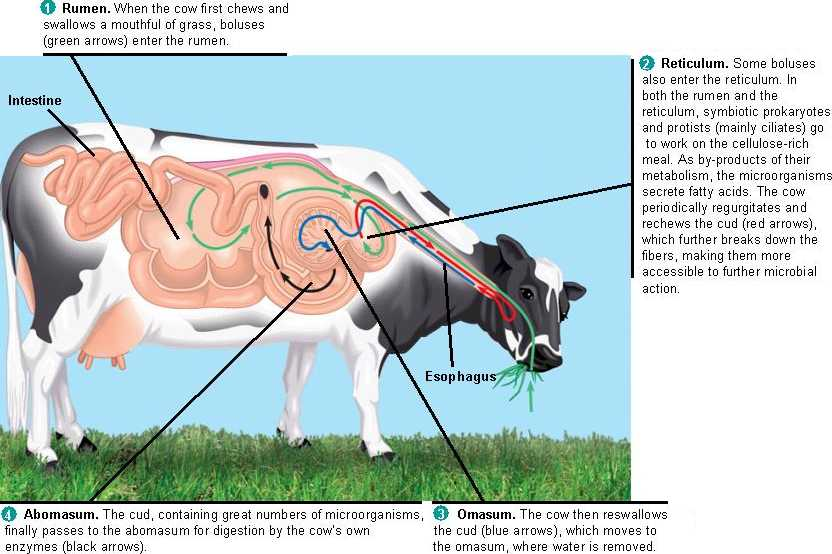 1 Rumen. When the cow first chews and
swallows a mouthful of grass, boluses
(green arrows) enter the rumen.
2 Reticulum. Some boluses
also enter the reticulum. In
both the rumen and the
reticulum, symbiotic prokaryotes
and protists (mainly ciliates) go
to work on the cellulose-rich
meal. As by-products of their
metabolism, the microorganisms
secrete fatty acids. The cow
periodically regurgitates and
rechews the cud (red arrows),
which further breaks down the
fibers, making them more
accessible to further microbial
action.
Intestine
Esophagus
4 Abomasum. The cud, containing great numbers of microorganisms,
finally passes to the abomasum for digestion by the cow's own
enzymes (black arrows).
3 Omasum. The cow then reswallows
the cud (blue arrows), which moves to
the omasum, where water is removed.